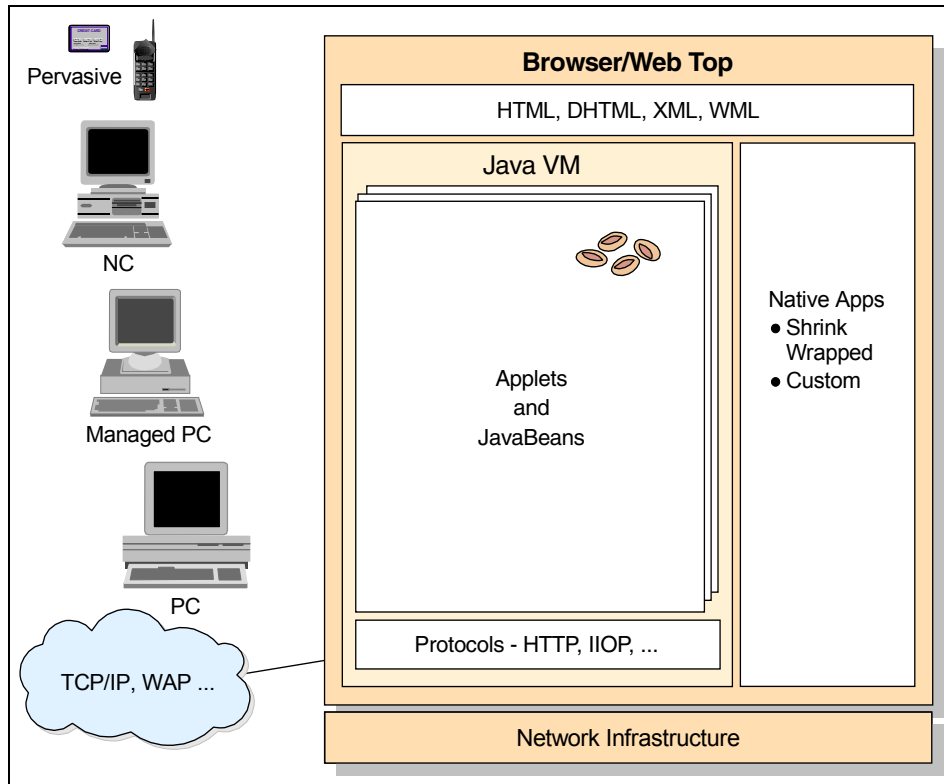 Pervasive
NC
Managed PC
PC
TCP/IP, WAP ...
Browser/Web Top
HTML, DHTML, XML, WML
Java VM
Applets
and
JavaBeans
Protocols - HTTP, IIOP, ...
Native Apps
● Shrink
Wrapped
● Custom
Network Infrastructure